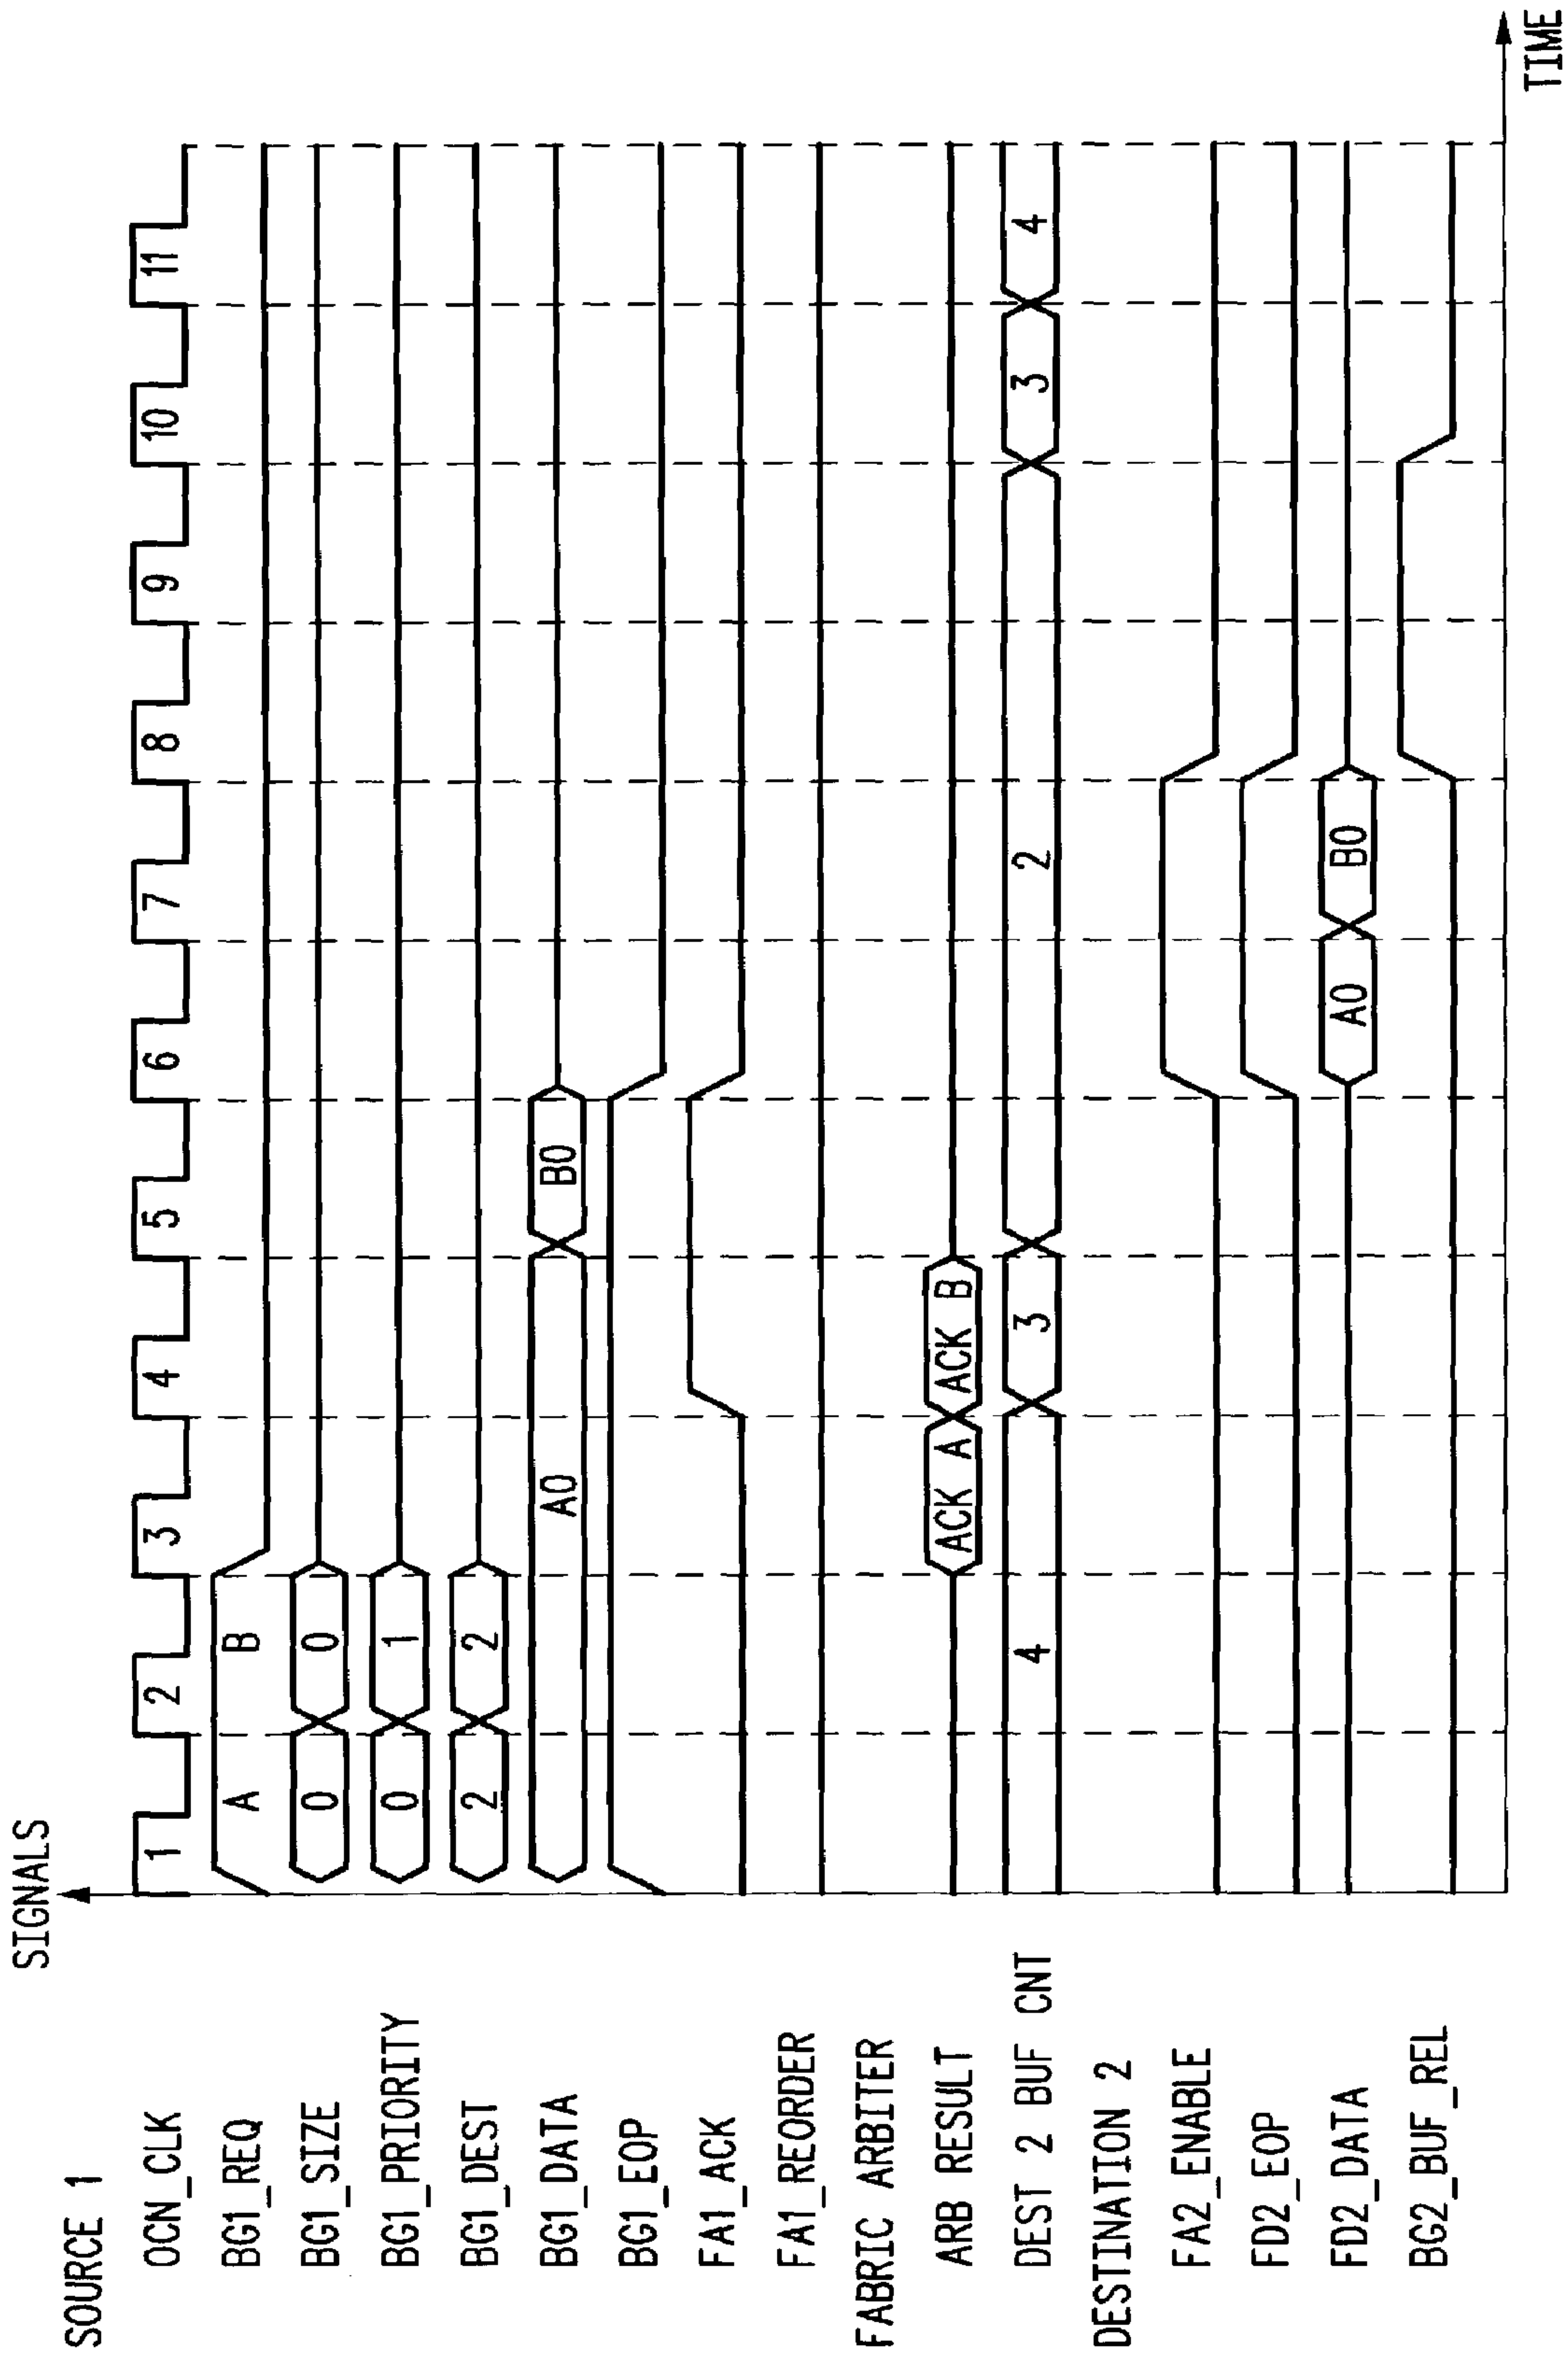 SIGNALS
SOURCE 1
OCN_CLK 1 2 3 4 5 6 7 8 9 10 11
BG1_REQ A B
BG1_SIZE 0 0
BG1_PRIORITY 0 1
BG1_DEST 2 2
BG1_DATA A0 B0
BG1_EOP
FA1_ACK
FA1_REORDER
FABRIC ARBITER
ARB RESULT ACK A ACK B
DEST 2 BUF CNT 4 3 2 3 4
DESTINATION 2
FA2_ENABLE
FD2_EOP
FD2_DATA A0 B0
BG2_BUF_REL
TIME